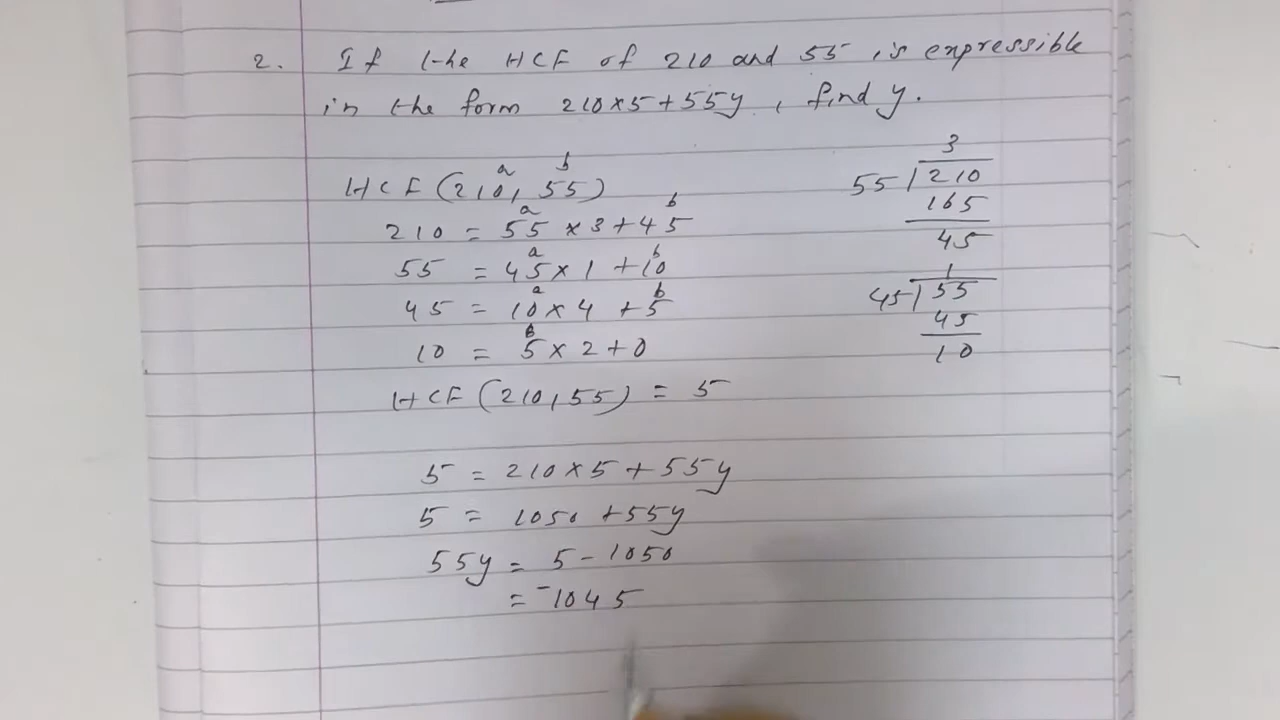 2. If the HCF of 210 and 55 is expressible
in the form 210×5+55y, find y.
a b
HCF(210, 55)
a b
210 = 55 × 3 + 45
a b
55 = 45 × 1 + 10
a b
45 = 10 × 4 + 5
b
10 = 5 × 2 + 0
HCF(210, 55) = 5
5 = 210 × 5 + 55y
5 = 1050 + 55y
55y = 5 - 1050
= -1045
3
55 ) 210
165
45
1
45 ) 55
45
10